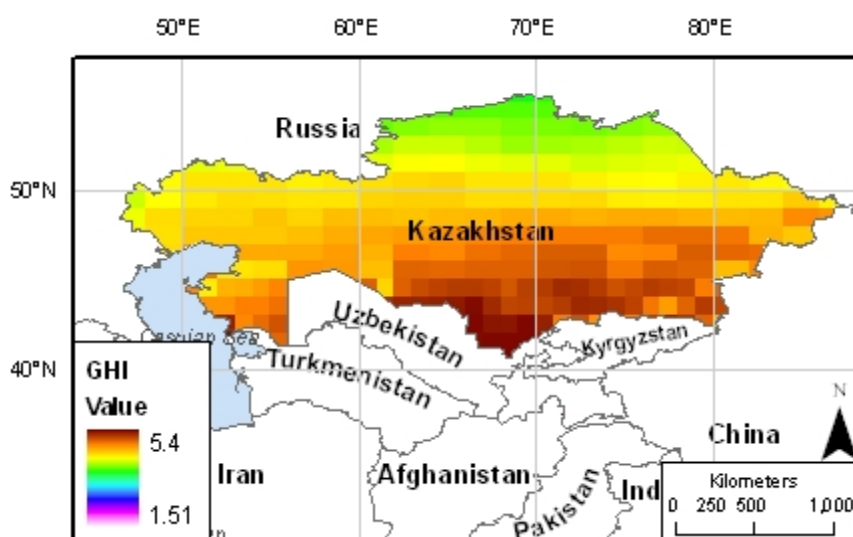 50°E 60°E 70°E 80°E
Russia
50°N
Kazakhstan
Uzbekistan
Caspian Sea
Kyrgyzstan
Turkmenistan
40°N
GHI
Value
5.4
1.51
N
China
Iran
Afghanistan
Pakistan
Ind
Kilometers
0 250 500 1,000